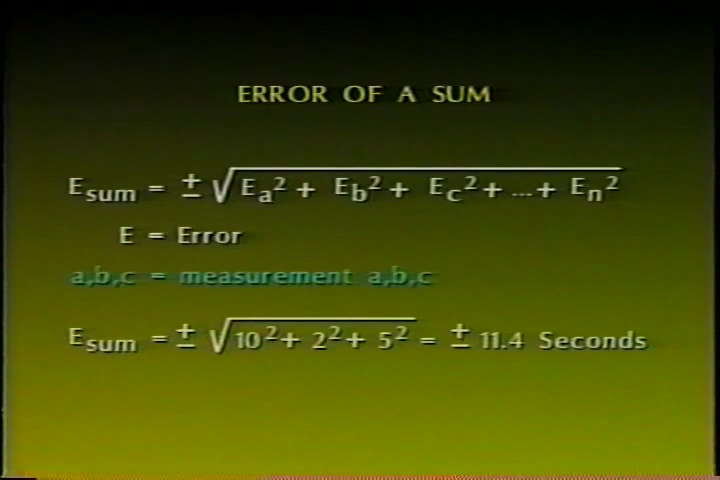 ERROR OF A SUM
E_sum = ± √(E_a² + E_b² + E_c² + ... + E_n²)
E = Error
a,b,c = measurement a,b,c
E_sum = ± √(10² + 2² + 5²) = ± 11.4 Seconds